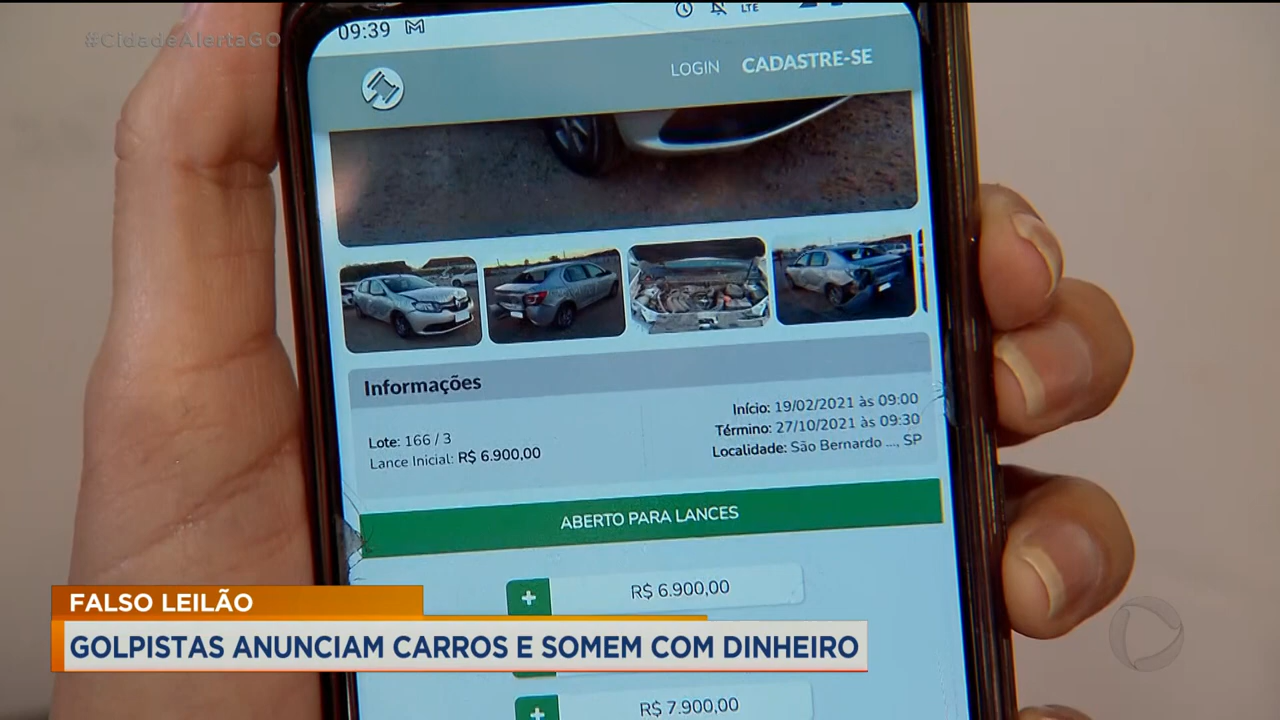 #CidadeAlertaGO
09:39
LTE
LOGIN
CADASTRE-SE
Informações
Lote: 166 / 3
Lance Inicial: R$ 6.900,00
Início: 19/02/2021 às 09:00
Término: 27/10/2021 às 09:30
Localidade: São Bernardo ..., SP
ABERTO PARA LANCES
+ R$ 6.900,00
+ R$ 7.900,00
FALSO LEILÃO
GOLPISTAS ANUNCIAM CARROS E SOMEM COM DINHEIRO